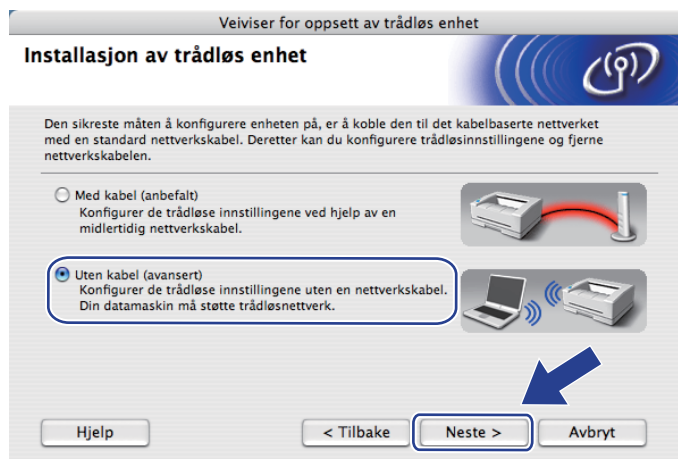 Veiviser for oppsett av trådløs enhet
Installasjon av trådløs enhet
Den sikreste måten å konfigurere enheten på, er å koble den til det kabelbaserte nettverket
med en standard nettverkskabel. Deretter kan du konfigurere trådløsinnstillingene og fjerne
nettverkskabelen.
Med kabel (anbefalt)
Konfigurer de trådløse innstillingene ved hjelp av en
midlertidig nettverkskabel.
Uten kabel (avansert)
Konfigurer de trådløse innstillingene uten en nettverkskabel.
Din datamaskin må støtte trådløsnettverk.
Hjelp
< Tilbake
Neste >
Avbryt